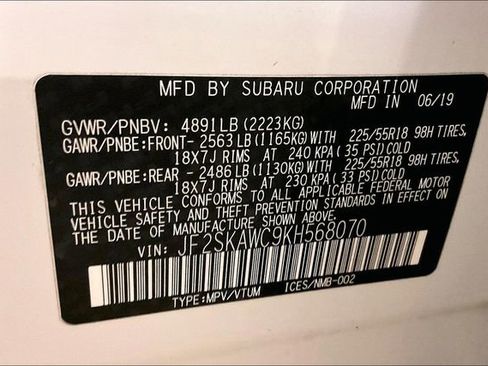 MFD BY SUBARU CORPORATION
MFD IN 06/19
GVWR/PNBV: 4891LB (2223KG)
GAWR/PNBE:FRONT- 2563LB (1165KG) WITH 225/55R18 98H TIRES,
18X7J RIMS AT 240 KPA ( 35 PSI) COLD
GAWR/PNBE:REAR - 2486LB (1130KG) WITH 225/55R18 98H TIRES,
18X7J RIMS AT 230 KPA ( 33 PSI) COLD
THIS VEHICLE CONFORMS TO ALL APPLICABLE FEDERAL MOTOR
VEHICLE SAFETY AND THEFT PREVENTION STANDARDS IN EFFECT ON
THE DATE OF MANUFACTURE SHOWN ABOVE.
VIN: JF2SKAWC9KH568070
TYPE:MPV/VTUM ICES/NMB-002